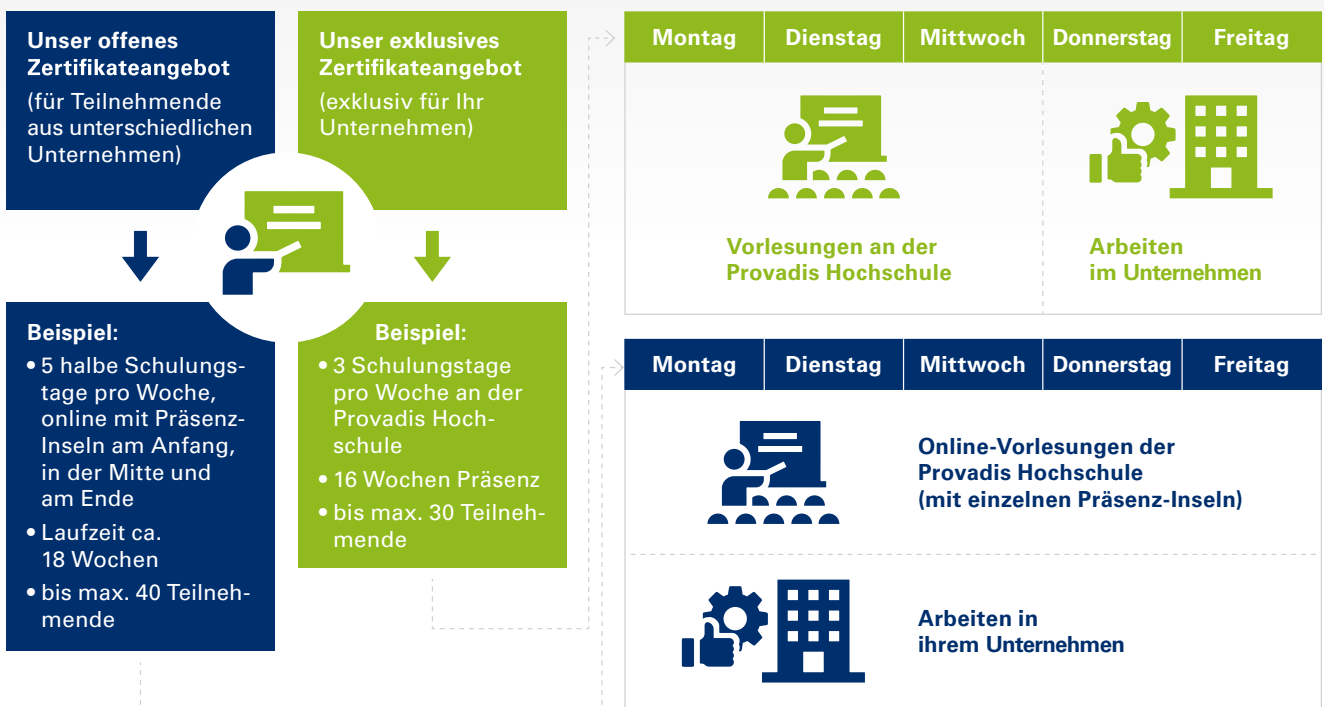 Unser offenes
Zertifikateangebot
(für Teilnehmende
aus unterschiedlichen
Unternehmen)
Unser exklusives
Zertifikateangebot
(exklusiv für Ihr
Unternehmen)
Beispiel:
• 5 halbe Schulungs-
tage pro Woche,
online mit Präsenz-
Inseln am Anfang,
in der Mitte und
am Ende
• Laufzeit ca.
18 Wochen
• bis max. 40 Teilneh-
mende
Beispiel:
• 3 Schulungstage
pro Woche an der
Provadis Hoch-
schule
• 16 Wochen Präsenz
• bis max. 30 Teilneh-
mende
Montag Dienstag Mittwoch Donnerstag Freitag
Vorlesungen an der
Provadis Hochschule
Arbeiten
im Unternehmen
Montag Dienstag Mittwoch Donnerstag Freitag
Online-Vorlesungen der
Provadis Hochschule
(mit einzelnen Präsenz-Inseln)
Arbeiten in
ihrem Unternehmen